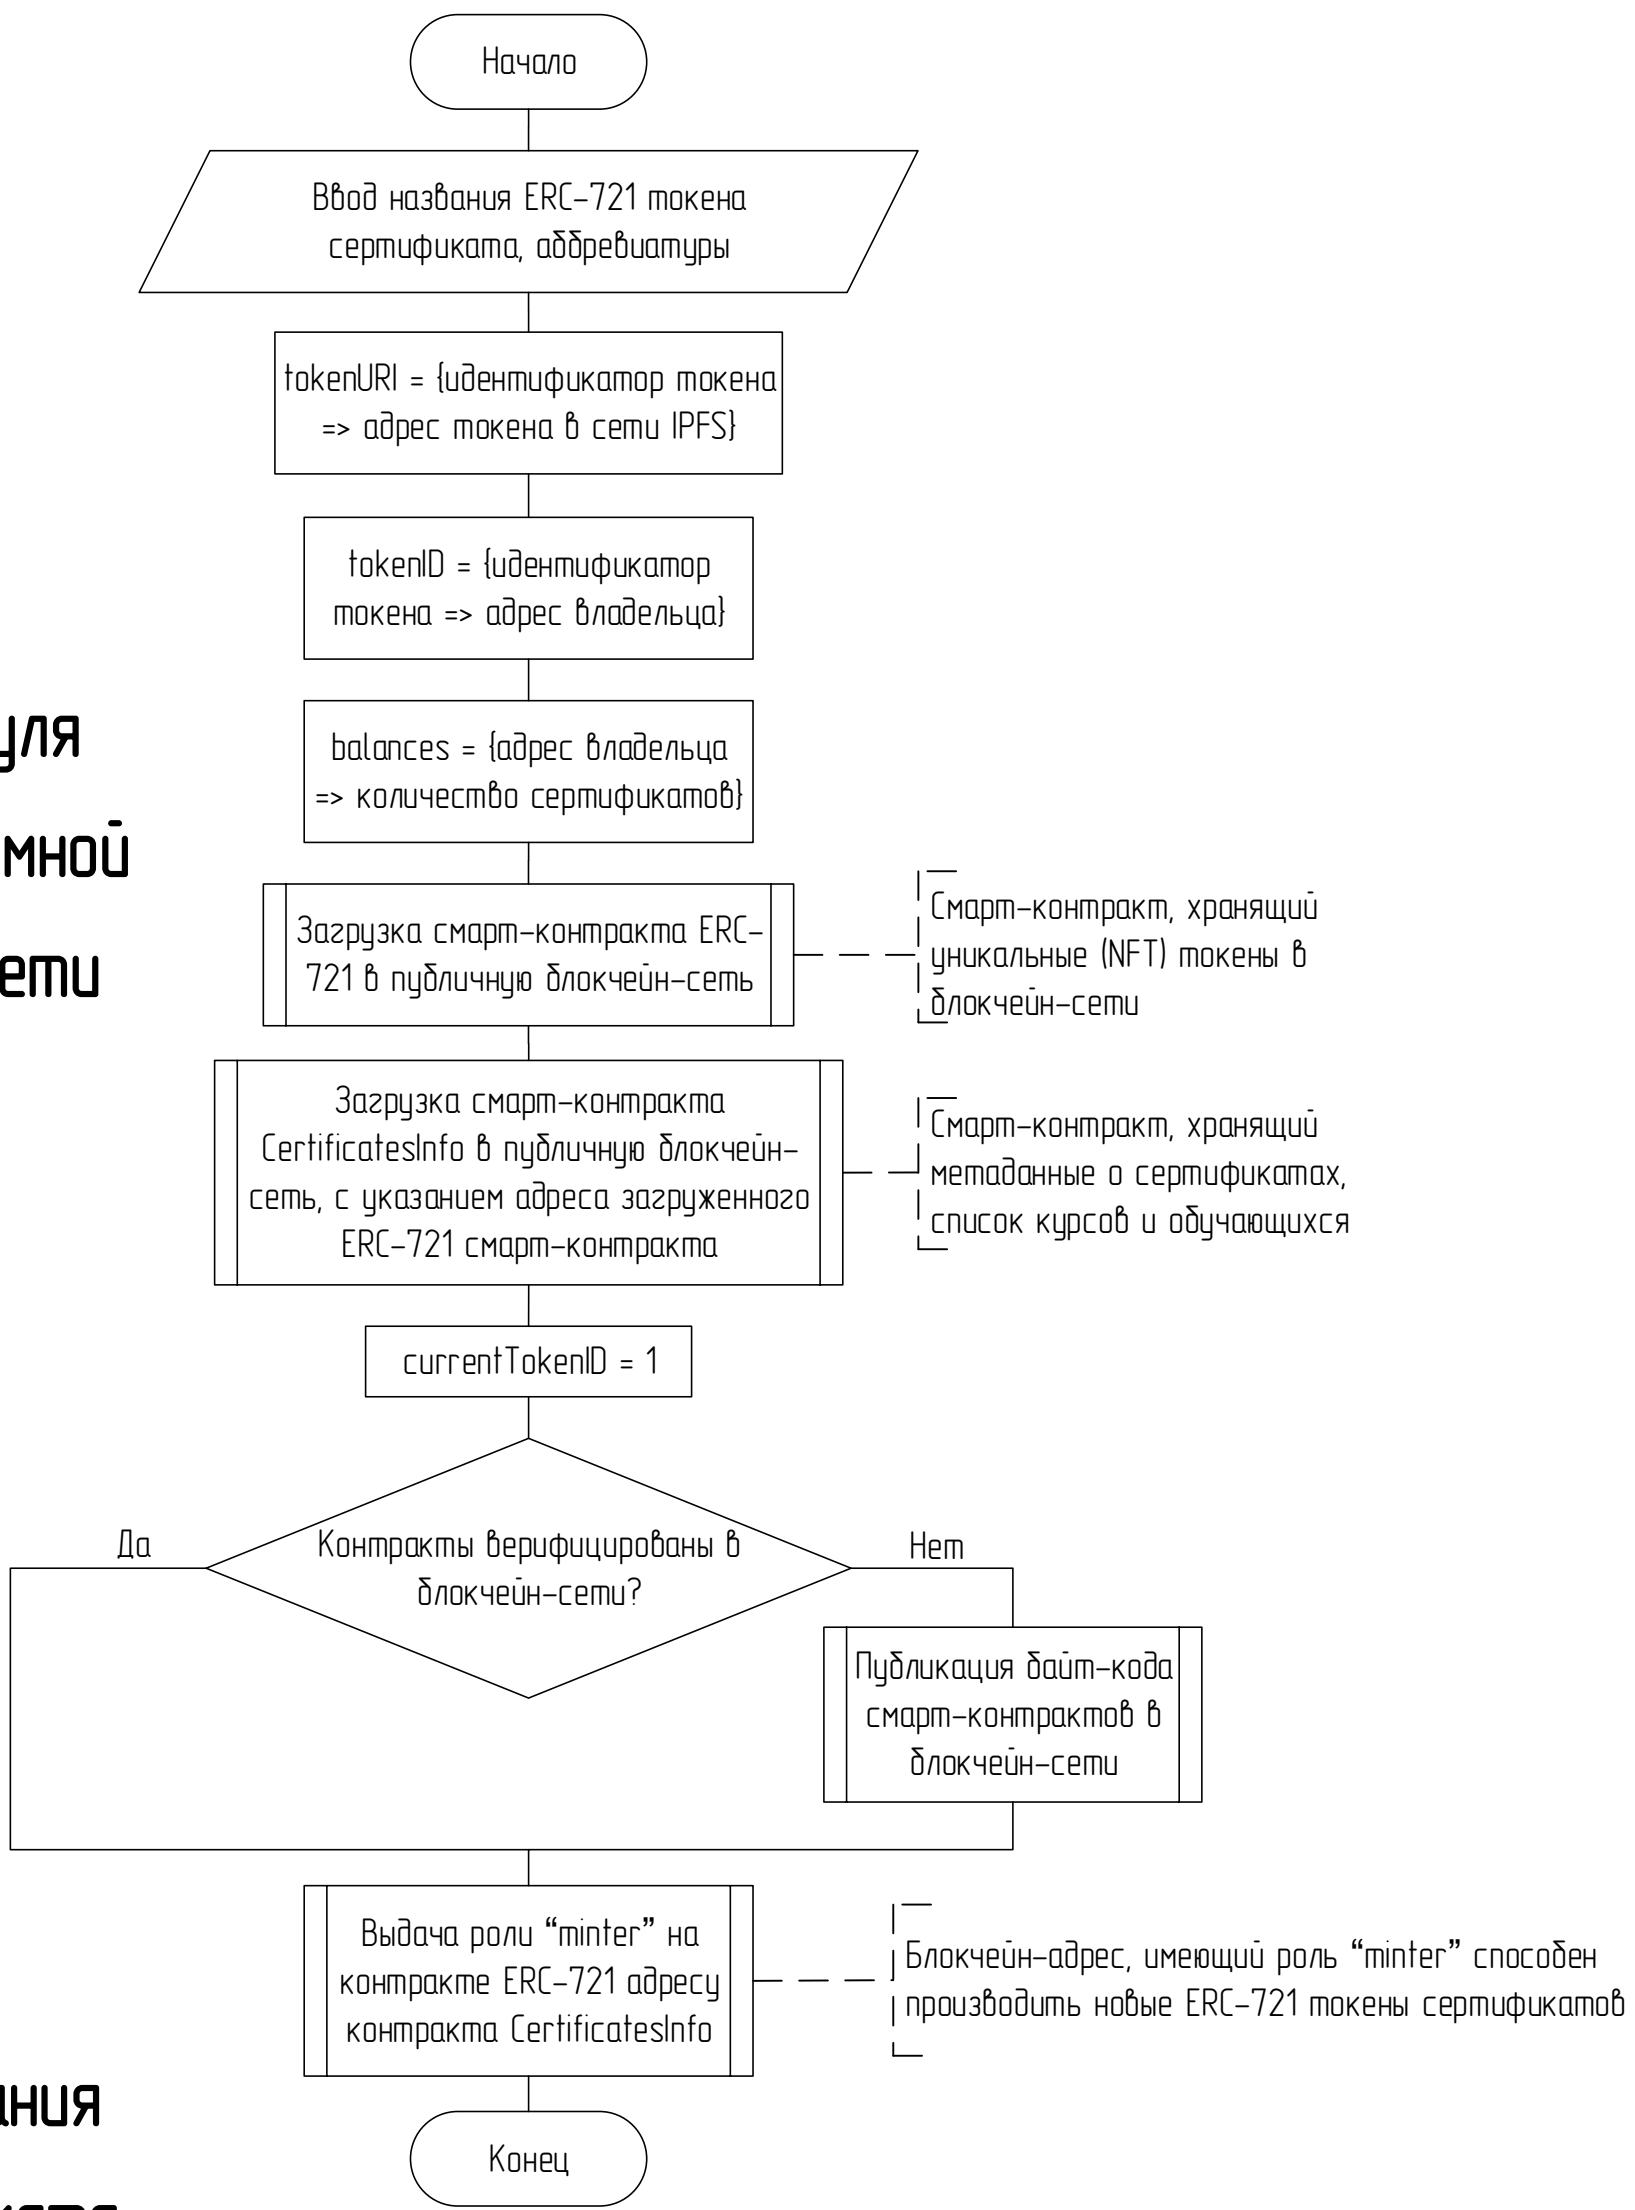 Начало
Ввод названия ERC-721 токена
сертификата, аббревиатуры
tokenURI = {идентификатор токена
=> адрес токена в сети IPFS}
tokenID = {идентификатор
токена => адрес владельца}
balances = {адрес владельца
=> количество сертификатов}
Загрузка смарт-контракта ERC-
721 в публичную блокчейн-сеть
Смарт-контракт, хранящий
уникальные (NFT) токены в
блокчейн-сети
Загрузка смарт-контракта
CertificatesInfo в публичную блокчейн-
сеть, с указанием адреса загруженного
ERC-721 смарт-контракта
Смарт-контракт, хранящий
метаданные о сертификатах,
список курсов и обучающихся
currentTokenID = 1
Контракты верифицированы в
блокчейн-сети?
Да
Нет
Публикация байт-кода
смарт-контрактов в
блокчейн-сети
Выдача роли “minter” на
контракте ERC-721 адресу
контракта CertificatesInfo
Блокчейн-адрес, имеющий роль “minter” способен
производить новые ERC-721 токены сертификатов
Конец